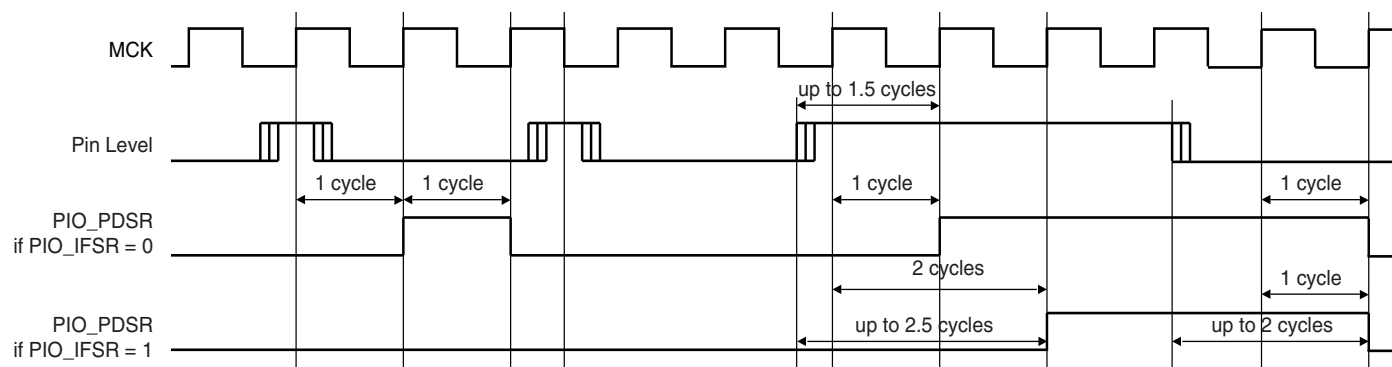 MCK
up to 1.5 cycles
Pin Level
1 cycle
1 cycle
1 cycle
1 cycle
PIO_PDSR
if PIO_IFSR = 0
2 cycles
1 cycle
PIO_PDSR
if PIO_IFSR = 1
up to 2.5 cycles
up to 2 cycles